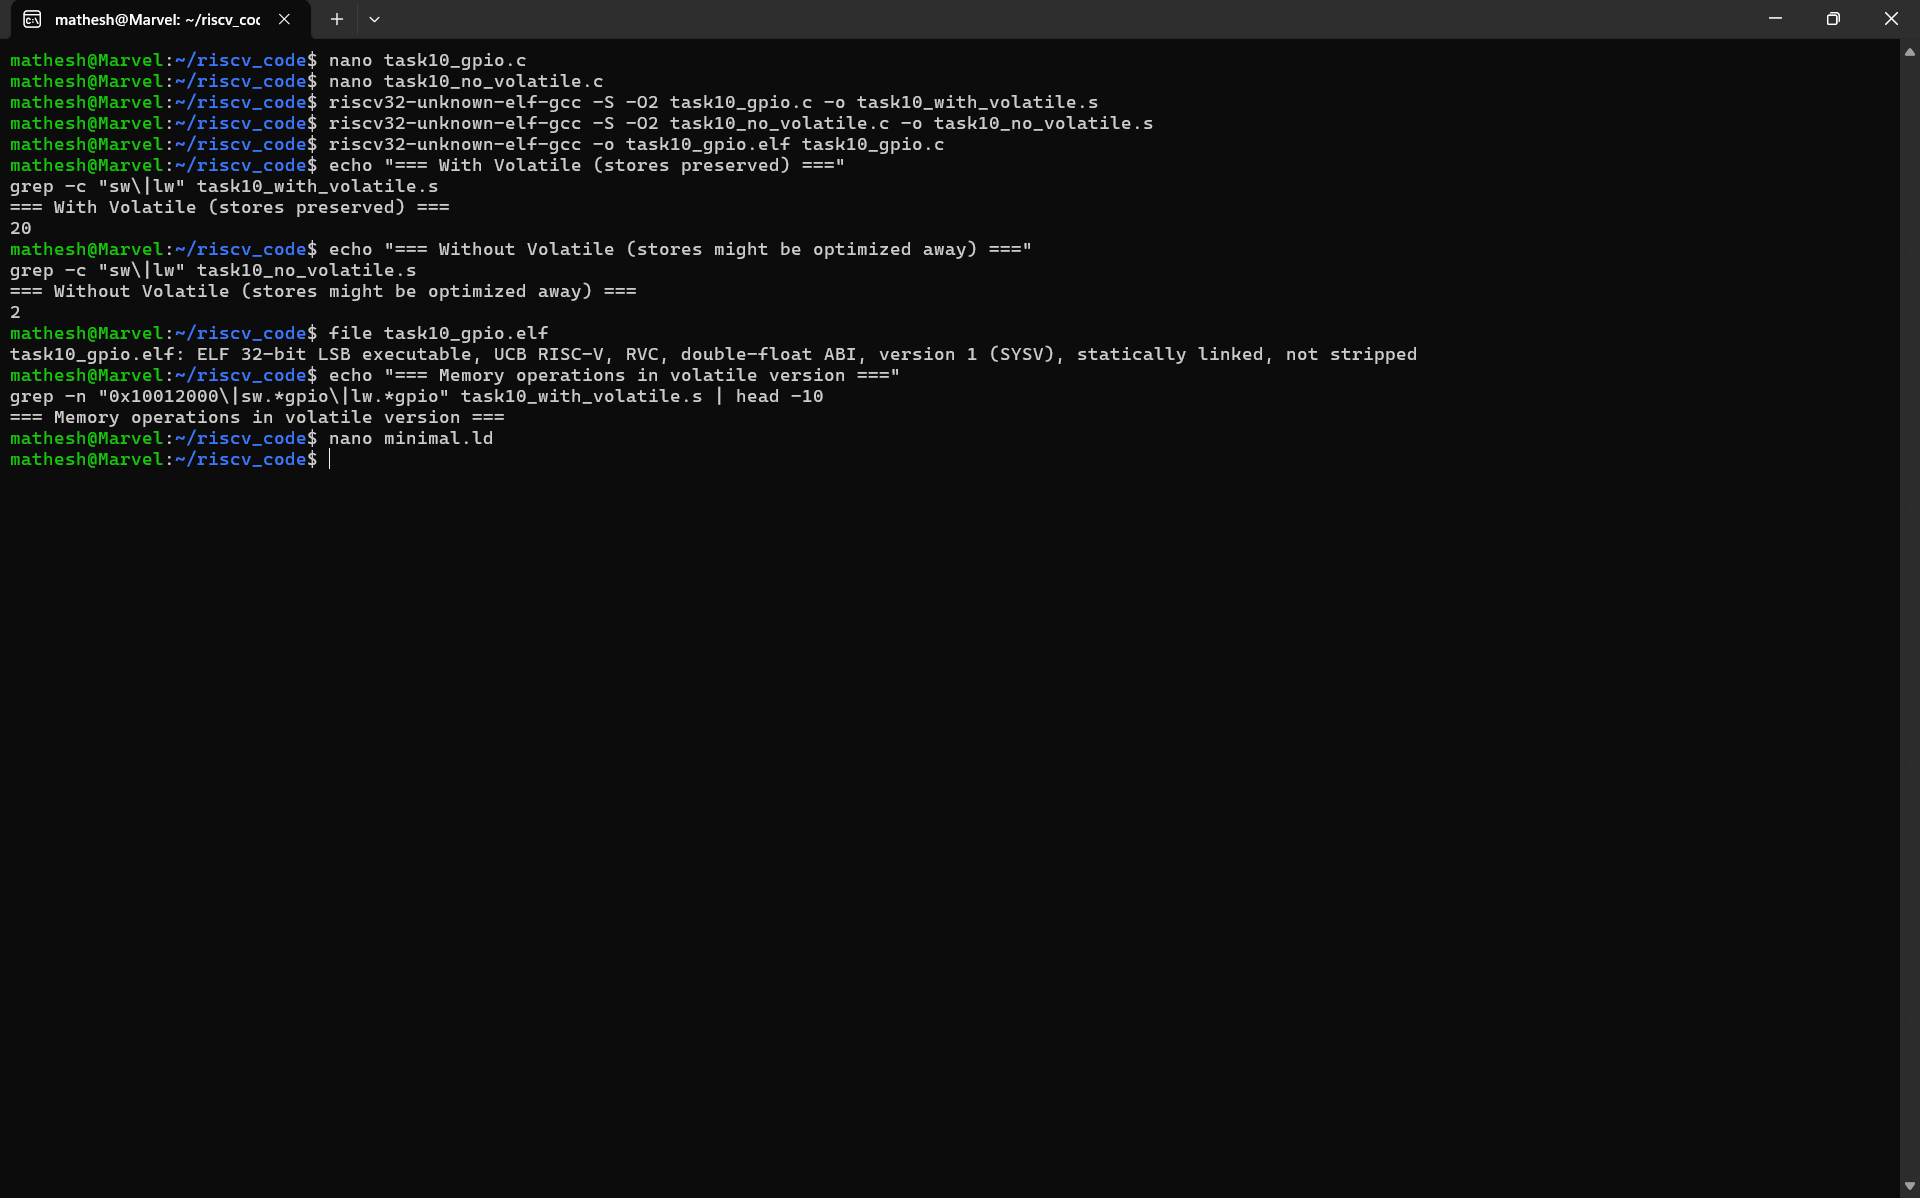 mathesh@Marvel: ~/riscv_coc
mathesh@Marvel:~/riscv_code$ nano task10_gpio.c
mathesh@Marvel:~/riscv_code$ nano task10_no_volatile.c
mathesh@Marvel:~/riscv_code$ riscv32-unknown-elf-gcc -S -O2 task10_gpio.c -o task10_with_volatile.s
mathesh@Marvel:~/riscv_code$ riscv32-unknown-elf-gcc -S -O2 task10_no_volatile.c -o task10_no_volatile.s
mathesh@Marvel:~/riscv_code$ riscv32-unknown-elf-gcc -o task10_gpio.elf task10_gpio.c
mathesh@Marvel:~/riscv_code$ echo "=== With Volatile (stores preserved) ==="
grep -c "sw\|lw" task10_with_volatile.s
=== With Volatile (stores preserved) ===
20
mathesh@Marvel:~/riscv_code$ echo "=== Without Volatile (stores might be optimized away) ==="
grep -c "sw\|lw" task10_no_volatile.s
=== Without Volatile (stores might be optimized away) ===
2
mathesh@Marvel:~/riscv_code$ file task10_gpio.elf
task10_gpio.elf: ELF 32-bit LSB executable, UCB RISC-V, RVC, double-float ABI, version 1 (SYSV), statically linked, not stripped
mathesh@Marvel:~/riscv_code$ echo "=== Memory operations in volatile version ==="
grep -n "0x10012000\|sw.*gpio\|lw.*gpio" task10_with_volatile.s | head -10
=== Memory operations in volatile version ===
mathesh@Marvel:~/riscv_code$ nano minimal.ld
mathesh@Marvel:~/riscv_code$